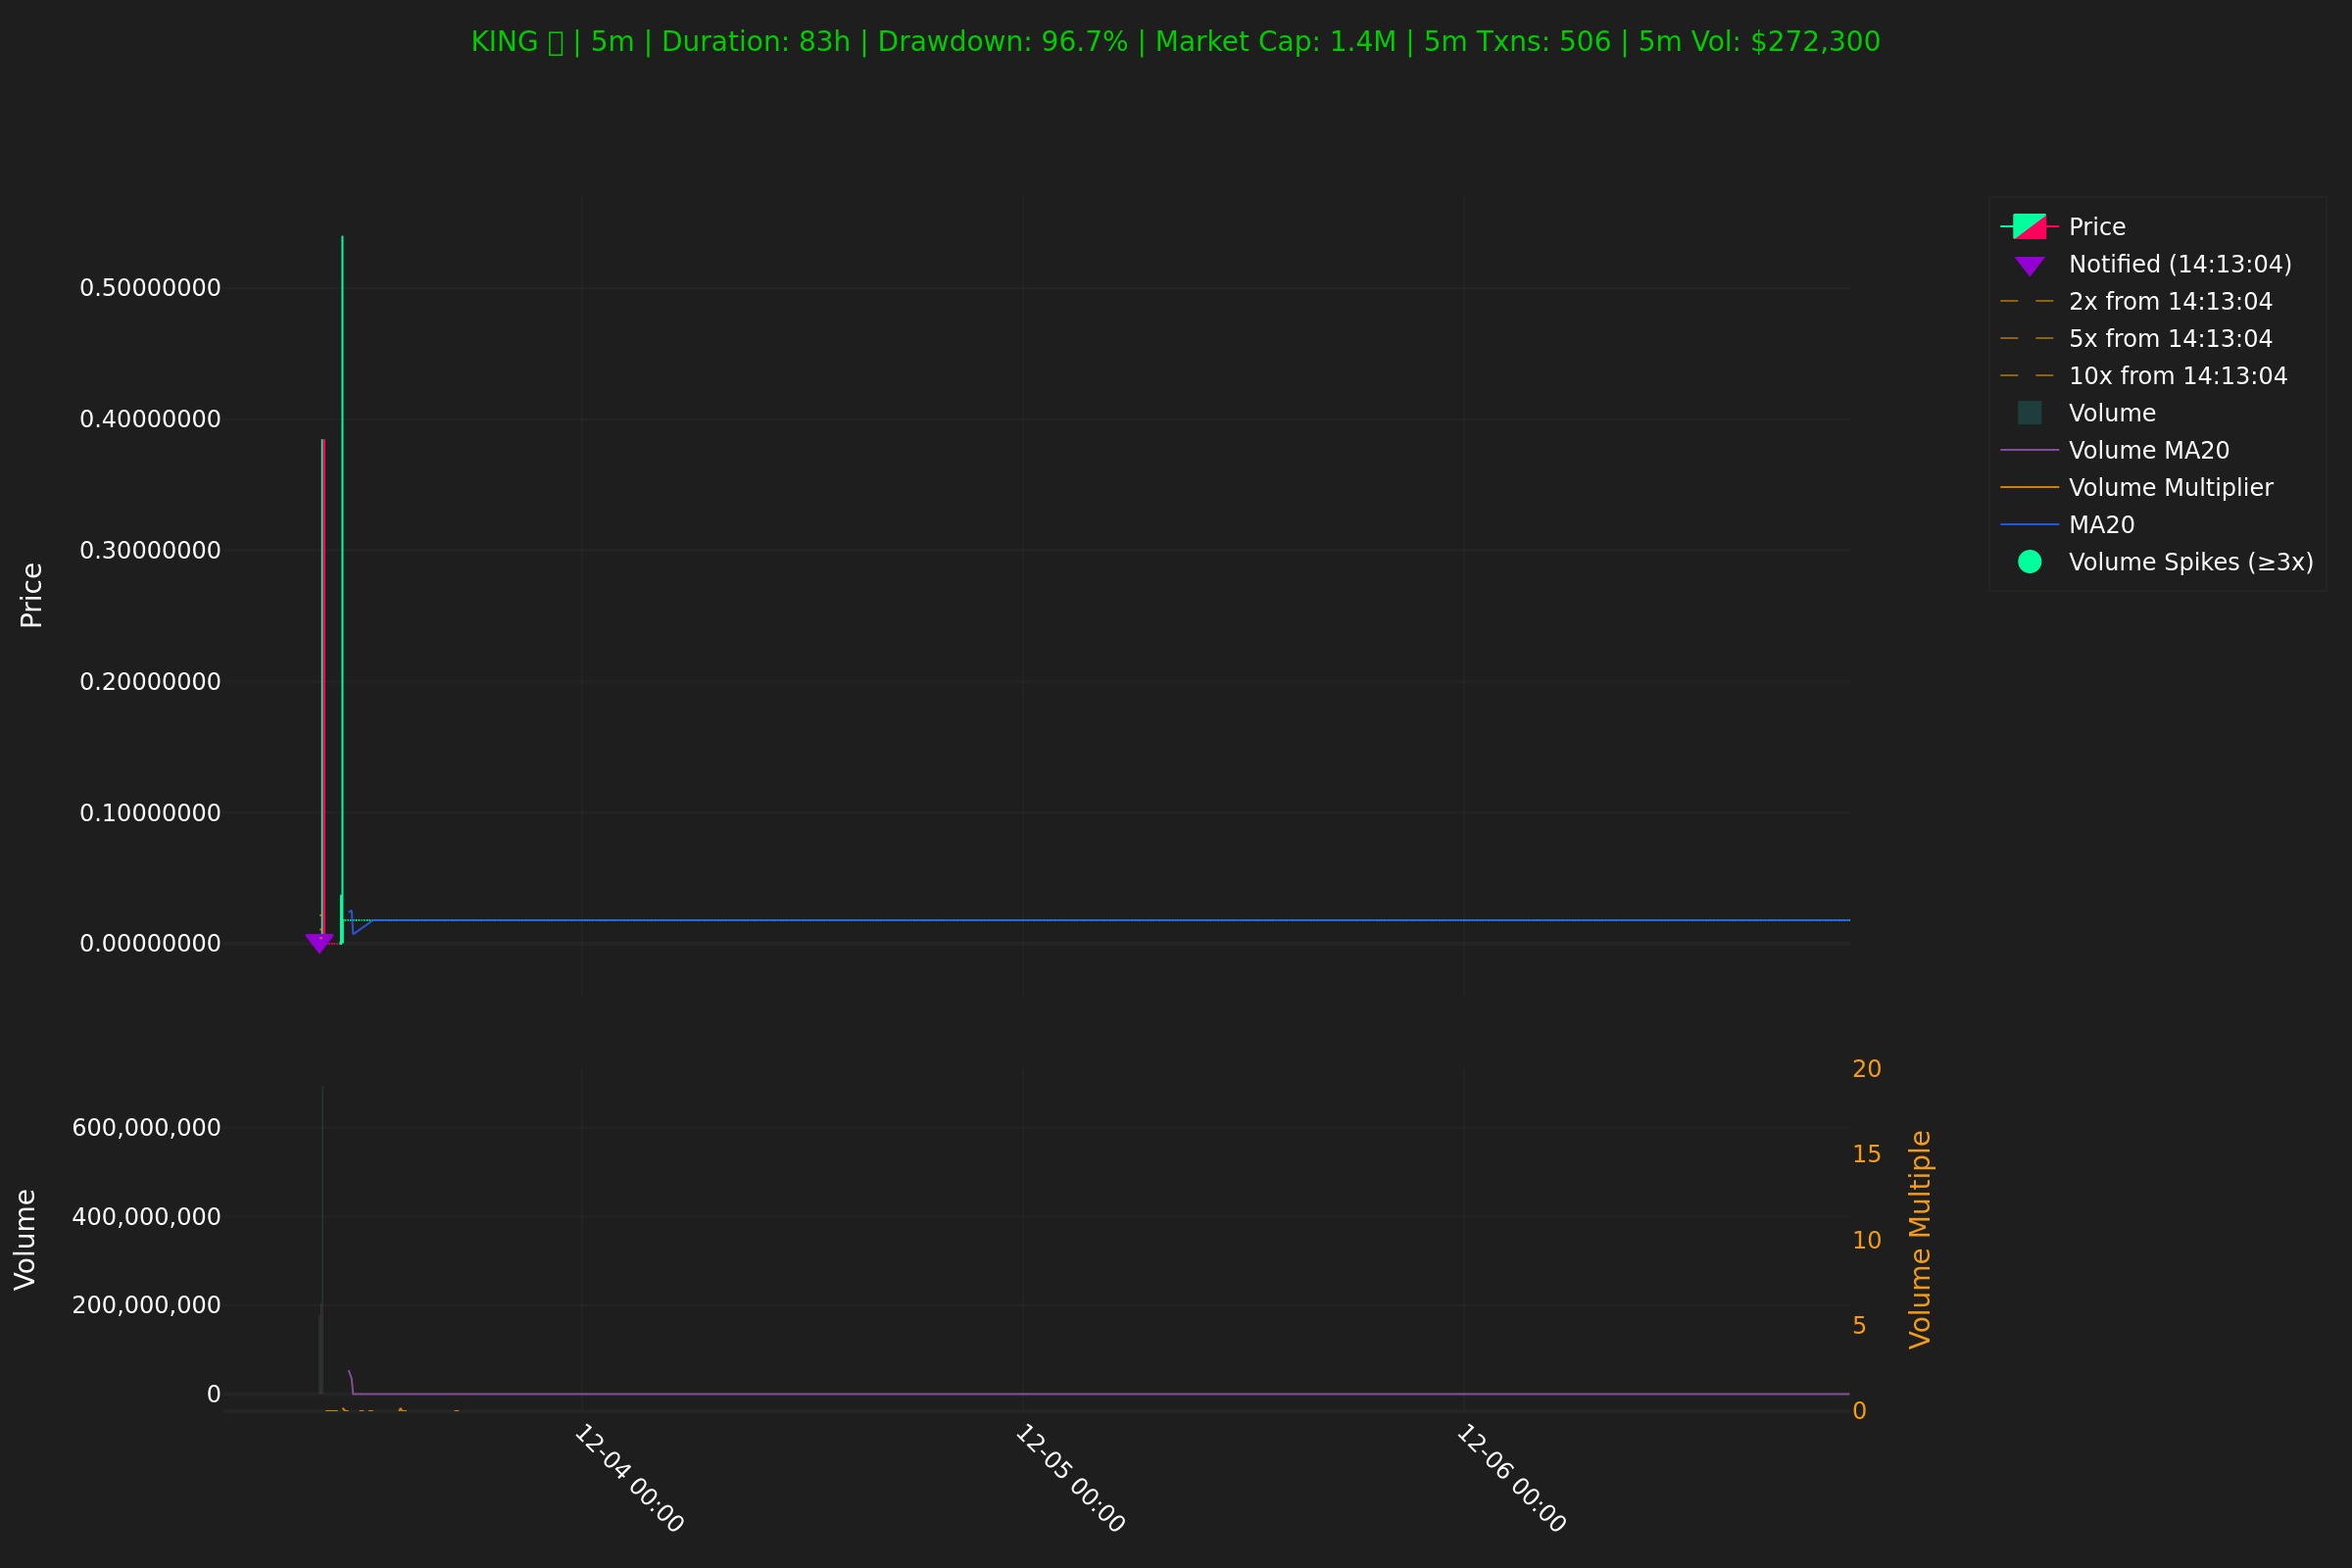 KING | 5m | Duration: 83h | Drawdown: 96.7% | Market Cap: 1.4M | 5m Txns: 506 | 5m Vol: $272,300
Price
0.50000000
0.40000000
0.30000000
0.20000000
0.10000000
0.00000000
Price
Notified (14:13:04)
2x from 14:13:04
5x from 14:13:04
10x from 14:13:04
Volume
Volume MA20
Volume Multiplier
MA20
Volume Spikes (≥3x)
Volume
600,000,000
400,000,000
200,000,000
0
20
15
10
5
0
Volume Multiple
12-04 00:00
12-05 00:00
12-06 00:00